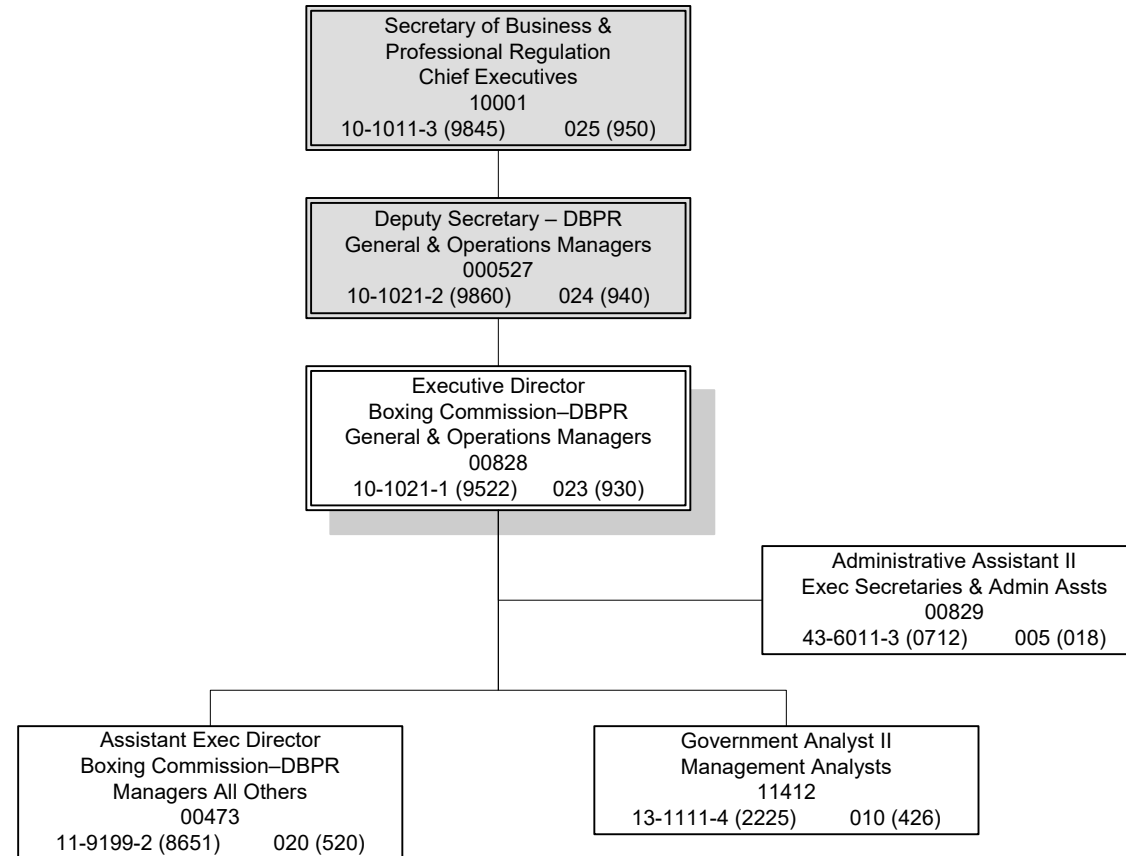 Secretary of Business &
Professional Regulation
Chief Executives
10001
10-1011-3 (9845) 025 (950)
Deputy Secretary – DBPR
General & Operations Managers
000527
10-1021-2 (9860) 024 (940)
Executive Director
Boxing Commission–DBPR
General & Operations Managers
00828
10-1021-1 (9522) 023 (930)
Administrative Assistant II
Exec Secretaries & Admin Assts
00829
43-6011-3 (0712) 005 (018)
Assistant Exec Director
Boxing Commission–DBPR
Managers All Others
00473
11-9199-2 (8651) 020 (520)
Government Analyst II
Management Analysts
11412
13-1111-4 (2225) 010 (426)